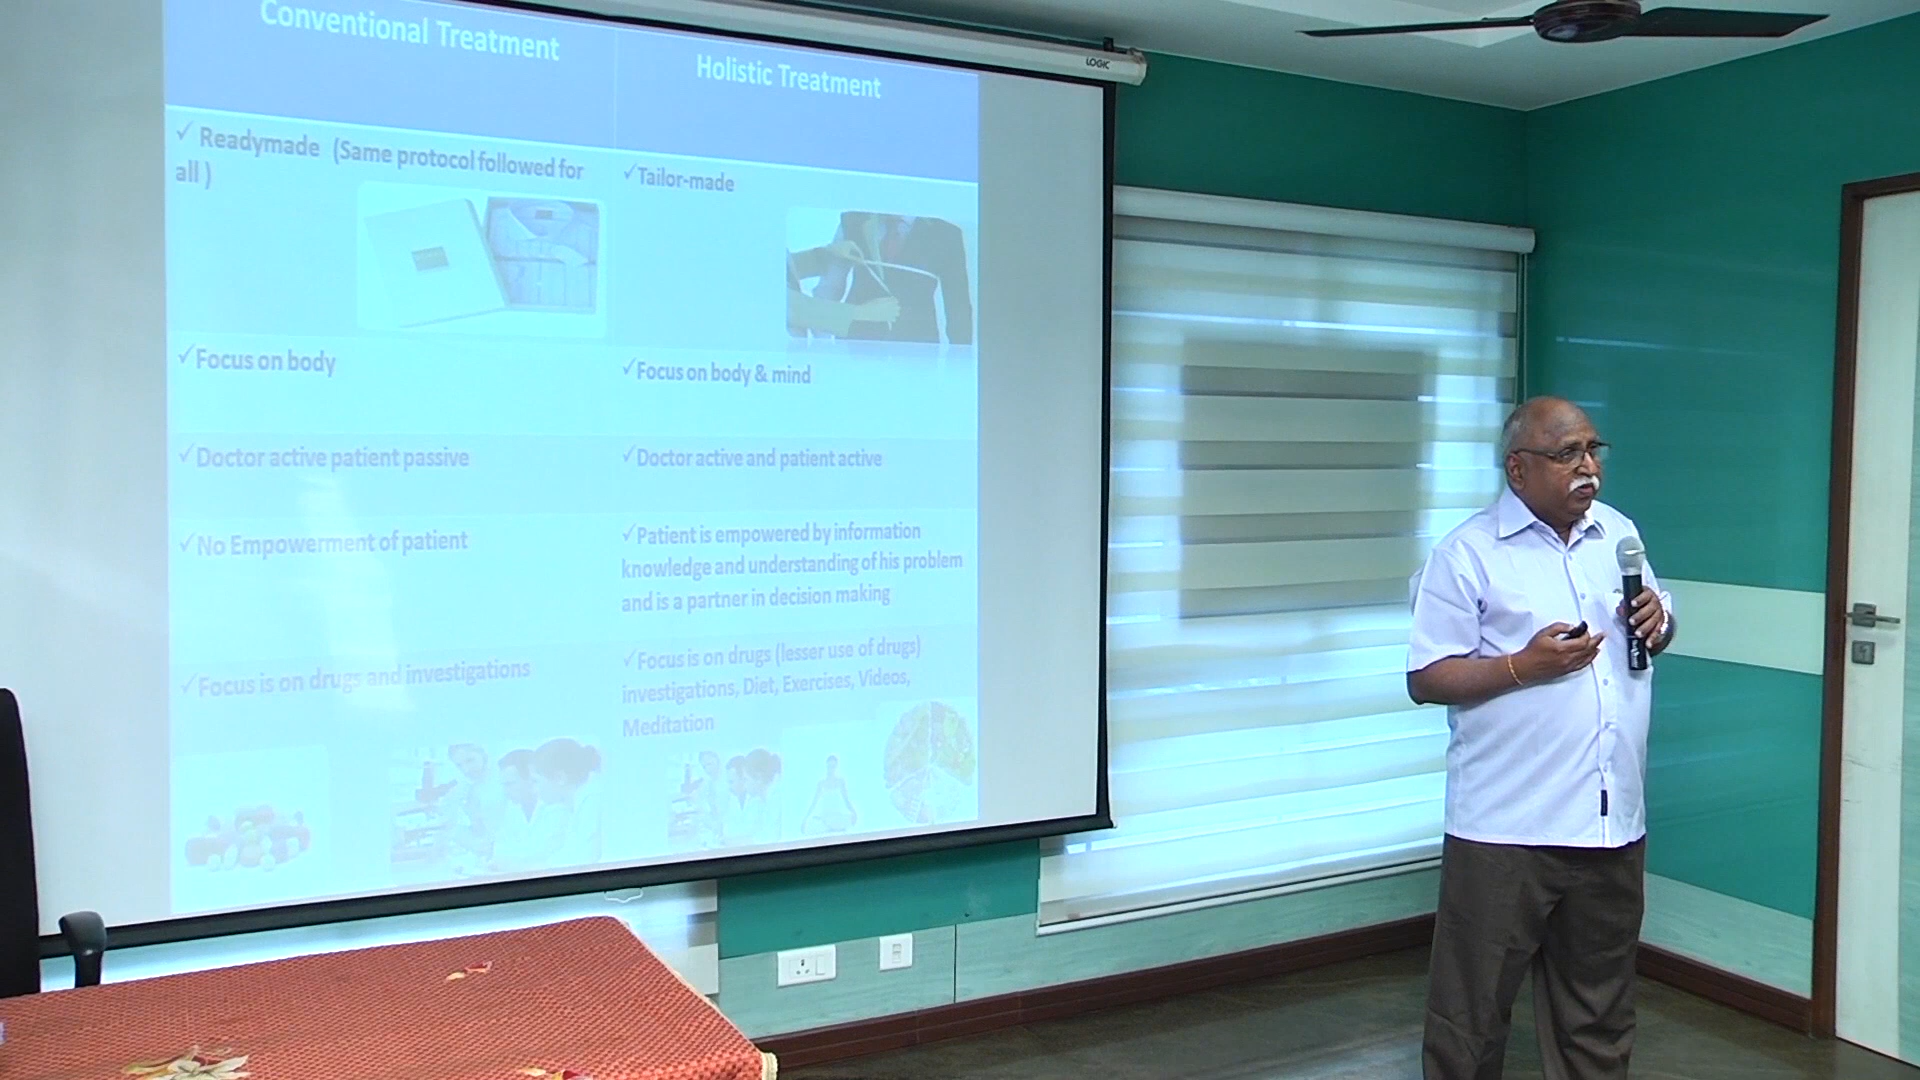 Conventional Treatment
Holistic Treatment
✓ Readymade (Same protocol followed for
all )
✓Tailor-made
✓Focus on body
✓Focus on body & mind
✓Doctor active patient passive
✓Doctor active and patient active
✓No Empowerment of patient
✓Patient is empowered by information
knowledge and understanding of his problem
and is a partner in decision making
✓Focus is on drugs and investigations
✓Focus is on drugs (lesser use of drugs)
investigations, Diet, Exercises, Videos,
Meditation
LOGIC